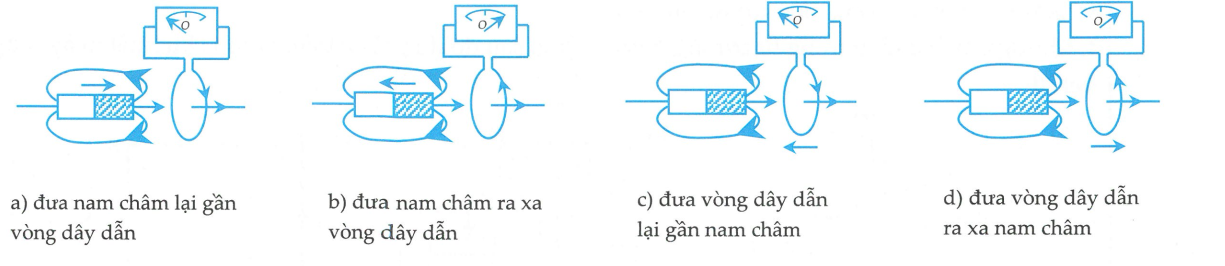 O
O
O
O
a) đưa nam châm lại gần
vòng dây dẫn
b) đưa nam châm ra xa
vòng dây dẫn
c) đưa vòng dây dẫn
lại gần nam châm
d) đưa vòng dây dẫn
ra xa nam châm